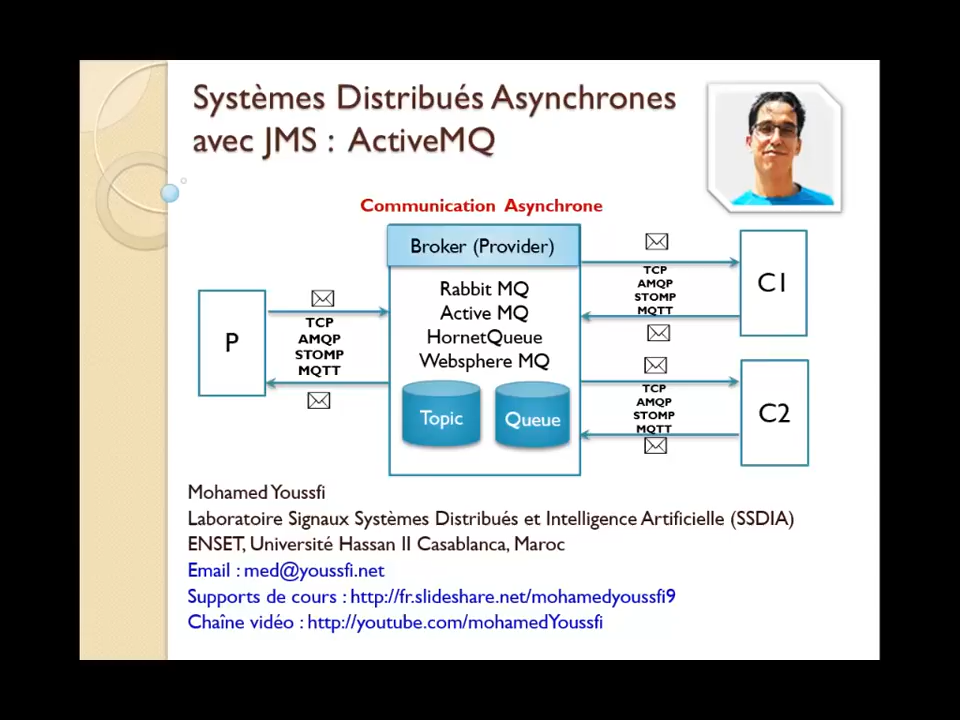 Systèmes Distribués Asynchrones
avec JMS : ActiveMQ
Communication Asynchrone
Broker (Provider)
Rabbit MQ
Active MQ
HornetQueue
Websphere MQ
Topic
Queue
P
TCP
AMQP
STOMP
MQTT
TCP
AMQP
STOMP
MQTT
C1
TCP
AMQP
STOMP
MQTT
C2
Mohamed Youssfi
Laboratoire Signaux Systèmes Distribués et Intelligence Artificielle (SSDIA)
ENSET, Université Hassan II Casablanca, Maroc
Email : med@youssfi.net
Supports de cours : http://fr.slideshare.net/mohamedyoussfi9
Chaîne vidéo : http://youtube.com/mohamedYoussfi